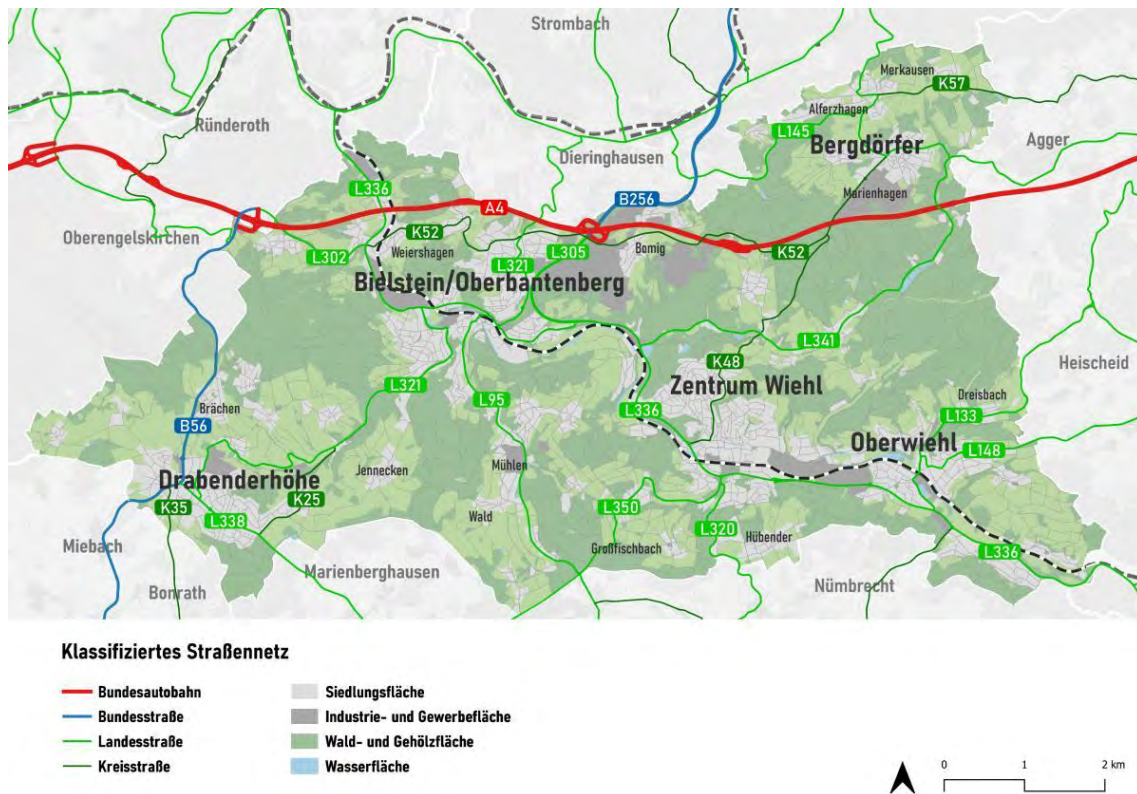 Strombach
Merkausen
K57
Alferzhagen
Ründeroth
L145
Bergdörfer
Agger
Dieringhausen
L336
B256
Marienhagen
A4
Oberengelskirchen
K52
L302
Weiershagen
L321
L305
Bomig
K52
Bielstein/Oberbantenberg
L341
Heischeid
K48
Zentrum Wiehl
L321
L95
Dreisbach
Brächen
L336
L133
B56
Oberwiehl
L148
Jennecken
Mühlen
Drabenderhöhe
K25
K35
L350
Wald
L338
L320
Hübender
Miebach
Großfischbach
L336
Marienberghausen
Bonrath
Nümbrecht
Klassifiziertes Straßennetz
Bundesautobahn
Bundesstraße
Landesstraße
Kreisstraße
Siedlungsfläche
Industrie- und Gewerbefläche
Wald- und Gehölzfläche
Wasserfläche
0 1 2 km